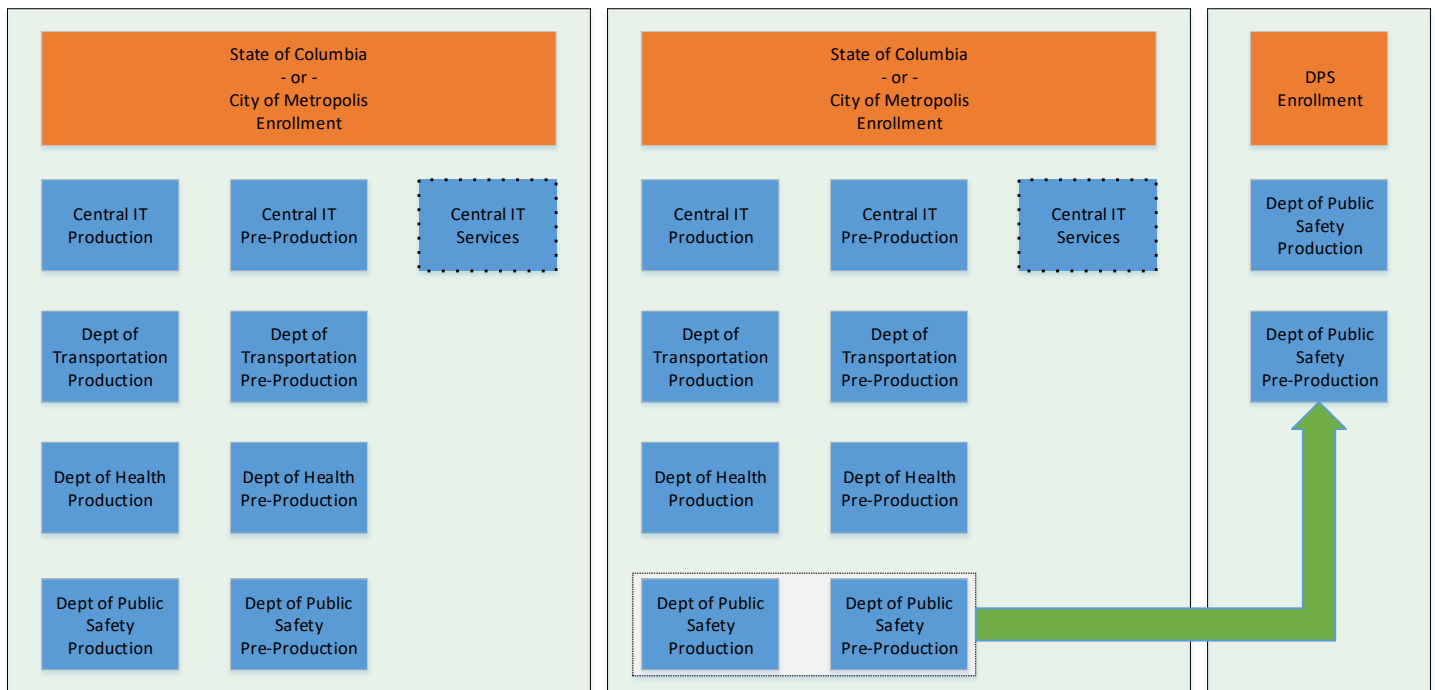 State of Columbia
- or -
City of Metropolis
Enrollment
Central IT
Production
Central IT
Pre-Production
Central IT
Services
Dept of
Transportation
Production
Dept of
Transportation
Pre-Production
Dept of Health
Production
Dept of Health
Pre-Production
Dept of Public
Safety
Production
Dept of Public
Safety
Pre-Production
State of Columbia
- or -
City of Metropolis
Enrollment
Central IT
Production
Central IT
Pre-Production
Central IT
Services
Dept of
Transportation
Production
Dept of
Transportation
Pre-Production
Dept of Health
Production
Dept of Health
Pre-Production
Dept of Public
Safety
Production
Dept of Public
Safety
Pre-Production
DPS
Enrollment
Dept of Public
Safety
Production
Dept of Public
Safety
Pre-Production